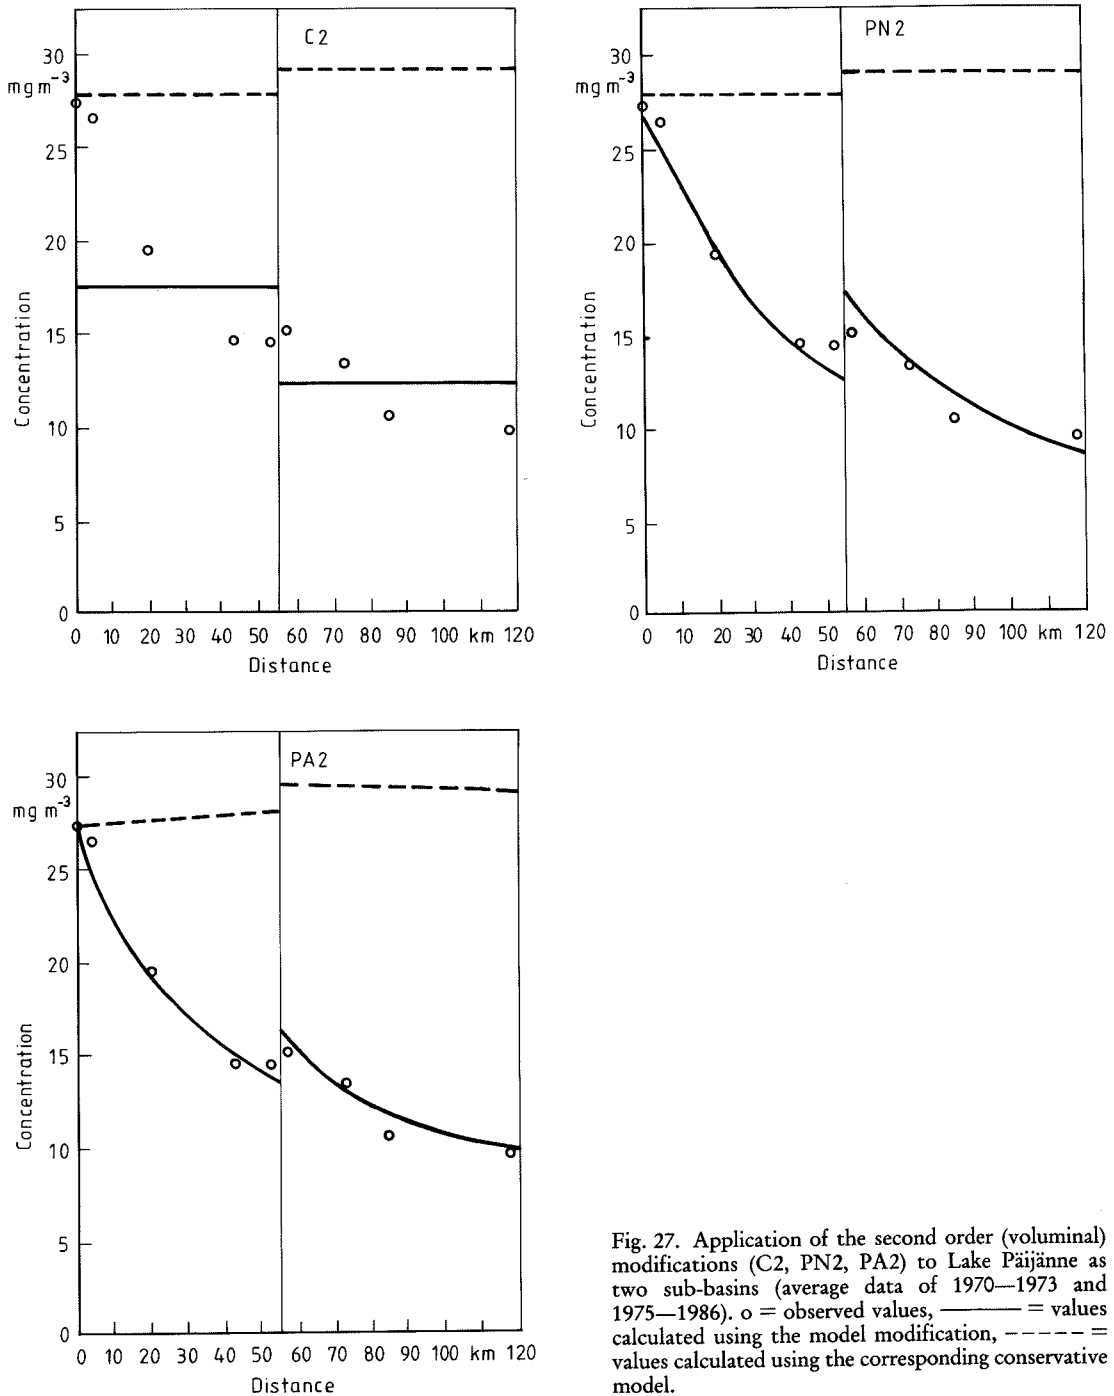 C2
30
mg m⁻³
25
20
15
10
5
0
Concentration
0 10 20 30 40 50 60 70 80 90 100 km 120
Distance
PN2
30
mg m⁻³
25
20
15
10
5
0
Concentration
0 10 20 30 40 50 60 70 80 90 100 km 120
Distance
PA2
30
mg m⁻³
25
20
15
10
5
0
Concentration
0 10 20 30 40 50 60 70 80 90 100 km 120
Distance
Fig. 27. Application of the second order (voluminal)
modifications (C2, PN2, PA2) to Lake Päijänne as
two sub-basins (average data of 1970—1973 and
1975—1986). o = observed values, ——— = values
calculated using the model modification, ----- =
values calculated using the corresponding conservative
model.